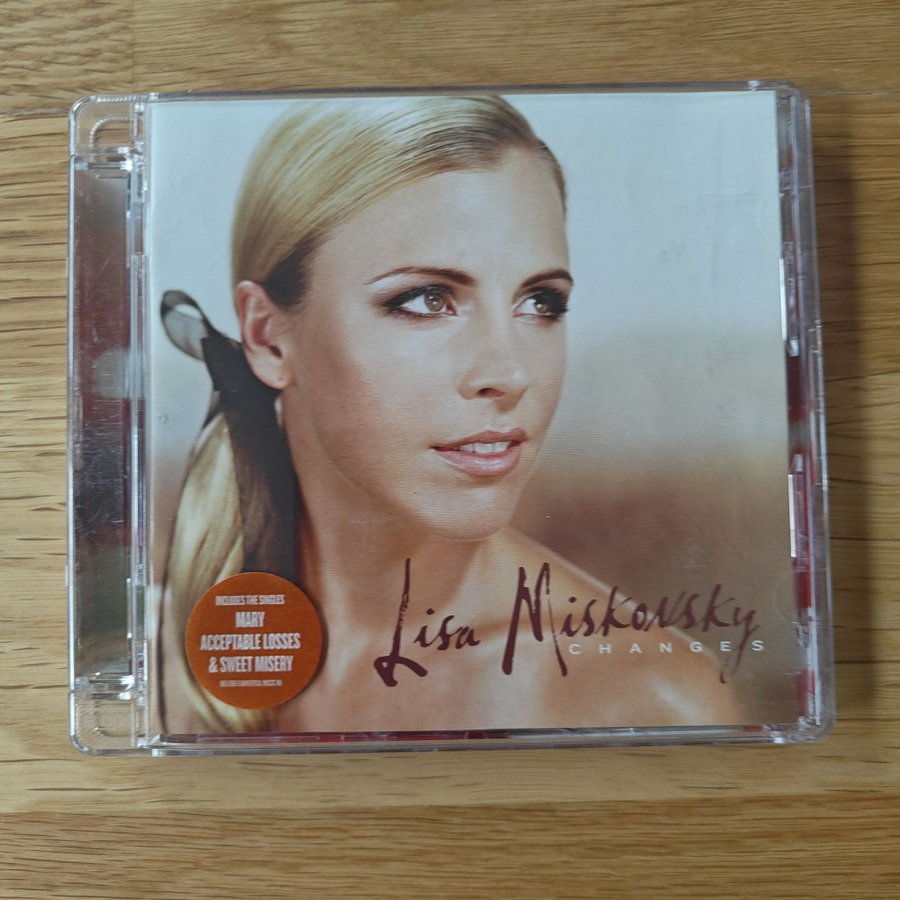 Lisa Miskovsky
CHANGES
INCLUDES THE SINGLES
MARY
ACCEPTABLE LOSSES
& SWEET MISERY